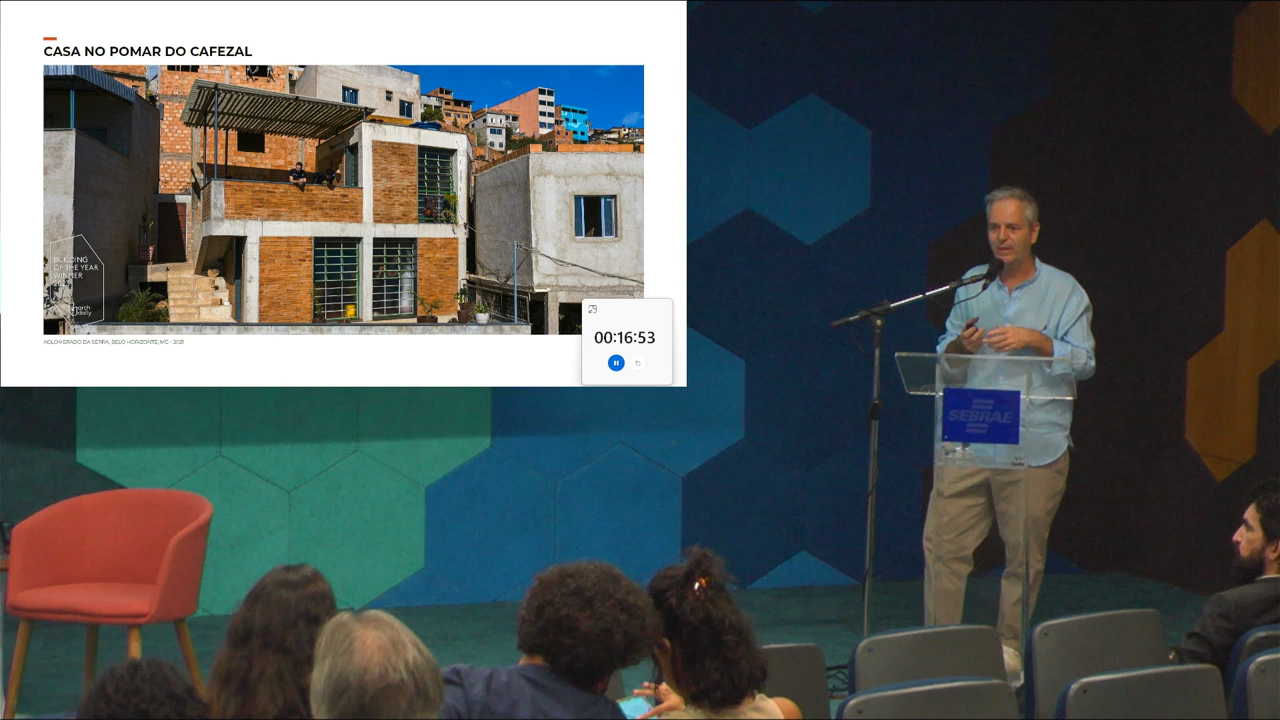 CASA NO POMAR DO CAFEZAL
BUILDING
OF THE YEAR
WINNER
AGLOMERADO DA SERRA, BELO HORIZONTE, MG - 2021
00:16:53
SEBRAE